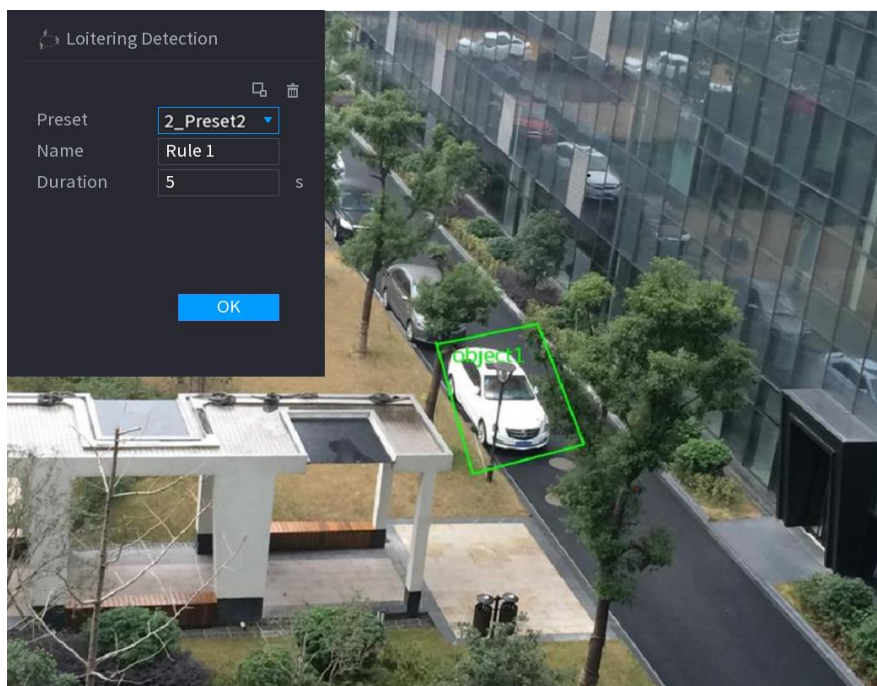 Loitering Detection
Preset 2_Preset2
Name Rule 1
Duration 5 s
OK
object1